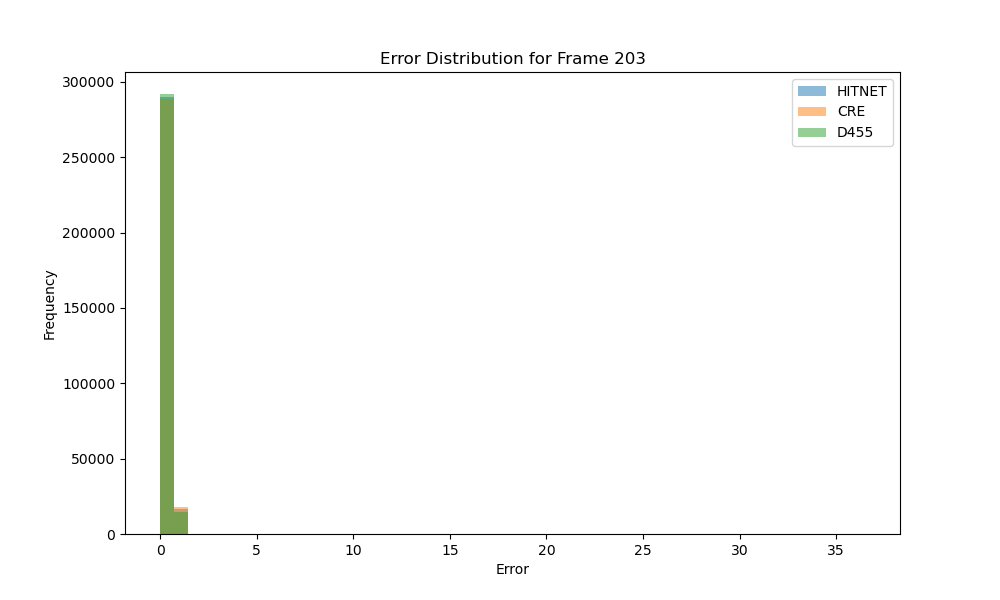 Error Distribution for Frame 203
HITNET
CRE
D455
300000
250000
200000
150000
100000
50000
0
Frequency
0 5 10 15 20 25 30 35
Error